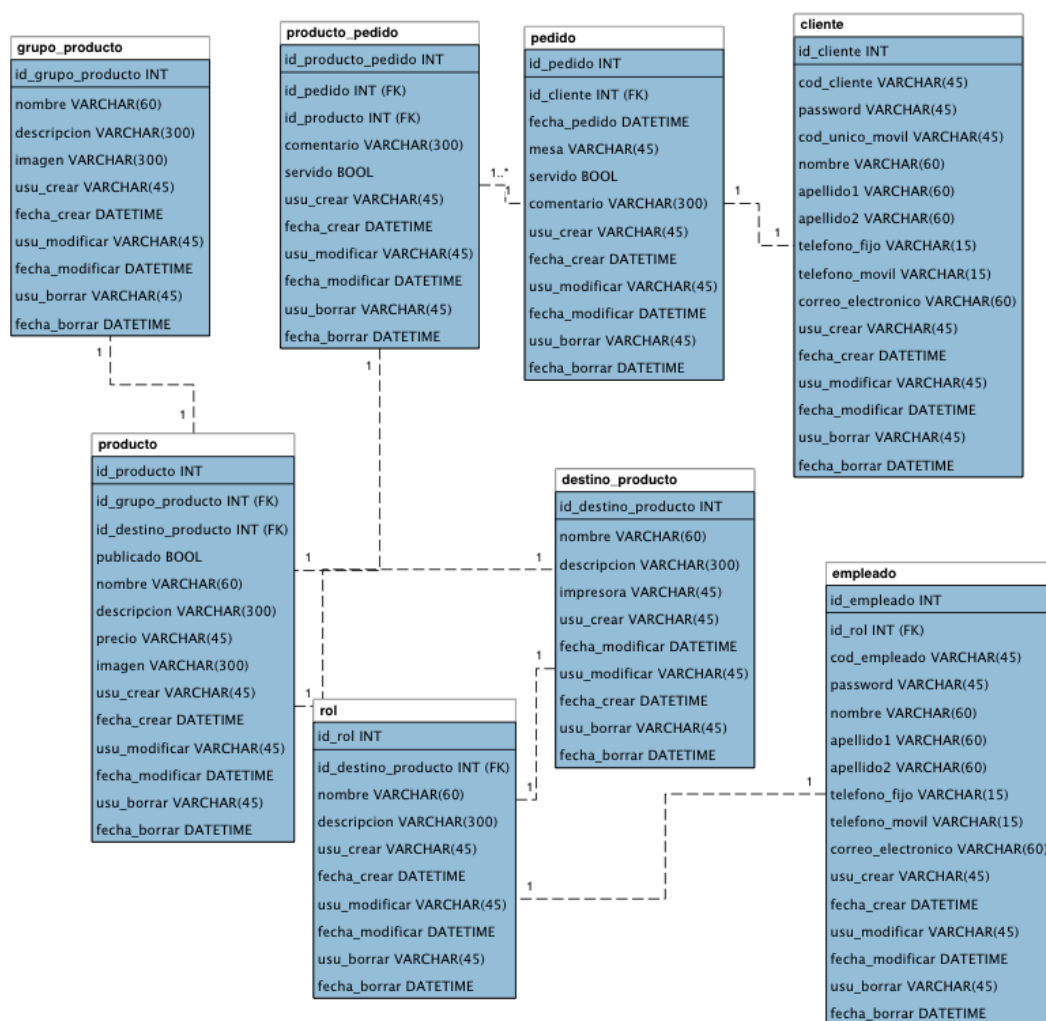 grupo_producto
id_grupo_producto INT
nombre VARCHAR(60)
descripcion VARCHAR(300)
imagen VARCHAR(300)
usu_crear VARCHAR(45)
fecha_crear DATETIME
usu_modificar VARCHAR(45)
fecha_modificar DATETIME
usu_borrar VARCHAR(45)
fecha_borrar DATETIME
producto_pedido
id_producto_pedido INT
id_pedido INT (FK)
id_producto INT (FK)
comentario VARCHAR(300)
servido BOOL
usu_crear VARCHAR(45)
fecha_crear DATETIME
usu_modificar VARCHAR(45)
fecha_modificar DATETIME
usu_borrar VARCHAR(45)
fecha_borrar DATETIME
1..*
1
pedido
id_pedido INT
id_cliente INT (FK)
fecha_pedido DATETIME
mesa VARCHAR(45)
servido BOOL
comentario VARCHAR(300)
usu_crear VARCHAR(45)
fecha_crear DATETIME
usu_modificar VARCHAR(45)
fecha_modificar DATETIME
usu_borrar VARCHAR(45)
fecha_borrar DATETIME
1
1
cliente
id_cliente INT
cod_cliente VARCHAR(45)
password VARCHAR(45)
cod_unico_movil VARCHAR(45)
nombre VARCHAR(60)
apellido1 VARCHAR(60)
apellido2 VARCHAR(60)
telefono_fijo VARCHAR(15)
telefono_movil VARCHAR(15)
correo_electronico VARCHAR(60)
usu_crear VARCHAR(45)
fecha_crear DATETIME
usu_modificar VARCHAR(45)
fecha_modificar DATETIME
usu_borrar VARCHAR(45)
fecha_borrar DATETIME
1
1
1
producto
id_producto INT
id_grupo_producto INT (FK)
id_destino_producto INT (FK)
publicado BOOL
nombre VARCHAR(60)
descripcion VARCHAR(300)
precio VARCHAR(45)
imagen VARCHAR(300)
usu_crear VARCHAR(45)
fecha_crear DATETIME
usu_modificar VARCHAR(45)
fecha_modificar DATETIME
usu_borrar VARCHAR(45)
fecha_borrar DATETIME
1
1
1
destino_producto
id_destino_producto INT
nombre VARCHAR(60)
descripcion VARCHAR(300)
impresora VARCHAR(45)
usu_crear VARCHAR(45)
fecha_modificar DATETIME
usu_modificar VARCHAR(45)
fecha_crear DATETIME
usu_borrar VARCHAR(45)
fecha_borrar DATETIME
1
1
rol
id_rol INT
id_destino_producto INT (FK)
nombre VARCHAR(60)
descripcion VARCHAR(300)
usu_crear VARCHAR(45)
fecha_crear DATETIME
usu_modificar VARCHAR(45)
fecha_modificar DATETIME
usu_borrar VARCHAR(45)
fecha_borrar DATETIME
1
1
empleado
id_empleado INT
id_rol INT (FK)
cod_empleado VARCHAR(45)
password VARCHAR(45)
nombre VARCHAR(60)
apellido1 VARCHAR(60)
apellido2 VARCHAR(60)
telefono_fijo VARCHAR(15)
telefono_movil VARCHAR(15)
correo_electronico VARCHAR(60)
usu_crear VARCHAR(45)
fecha_crear DATETIME
usu_modificar VARCHAR(45)
fecha_modificar DATETIME
usu_borrar VARCHAR(45)
fecha_borrar DATETIME